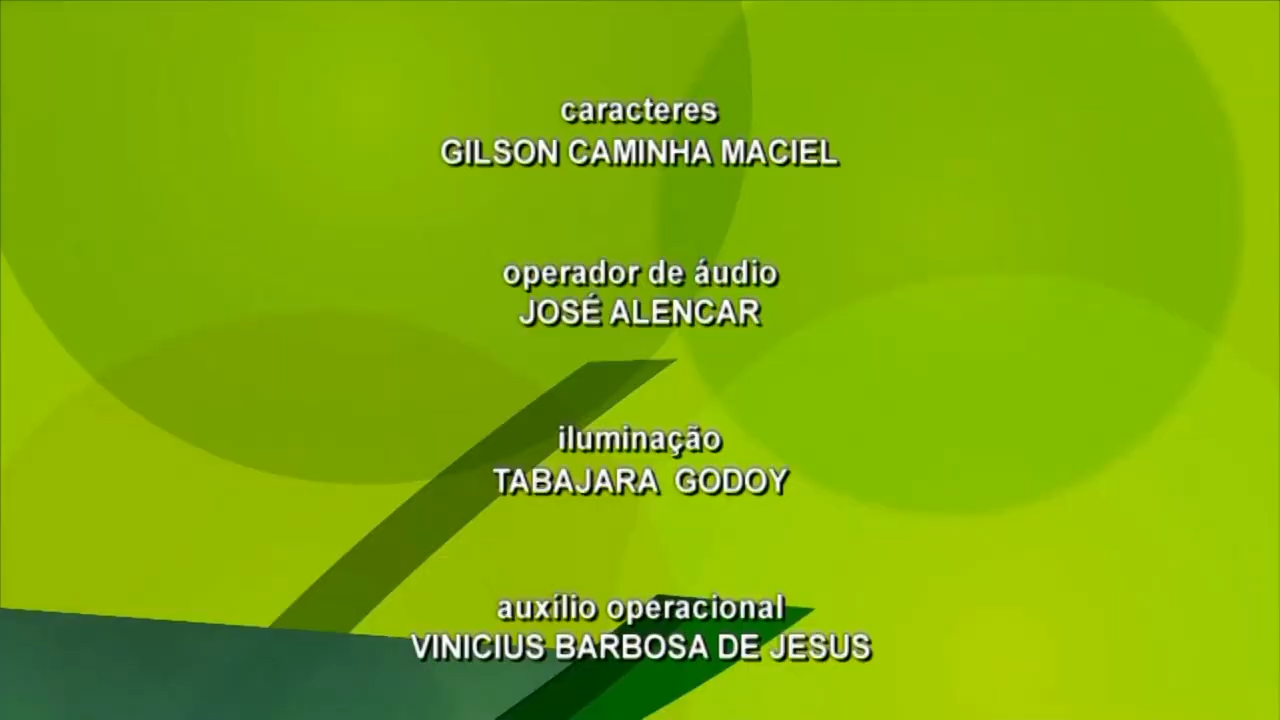 caracteres
GILSON CAMINHA MACIEL
operador de áudio
JOSÉ ALENCAR
iluminação
TABAJARA GODOY
auxílio operacional
VINICIUS BARBOSA DE JESUS